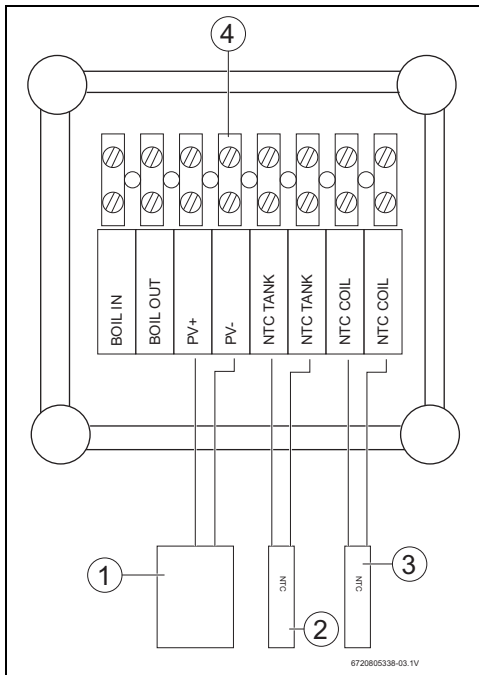 4
BOIL IN
BOIL OUT
PV+
PV-
NTC TANK
NTC TANK
NTC COIL
NTC COIL
1
NTC
2
NTC
3
6720805338-03.1V